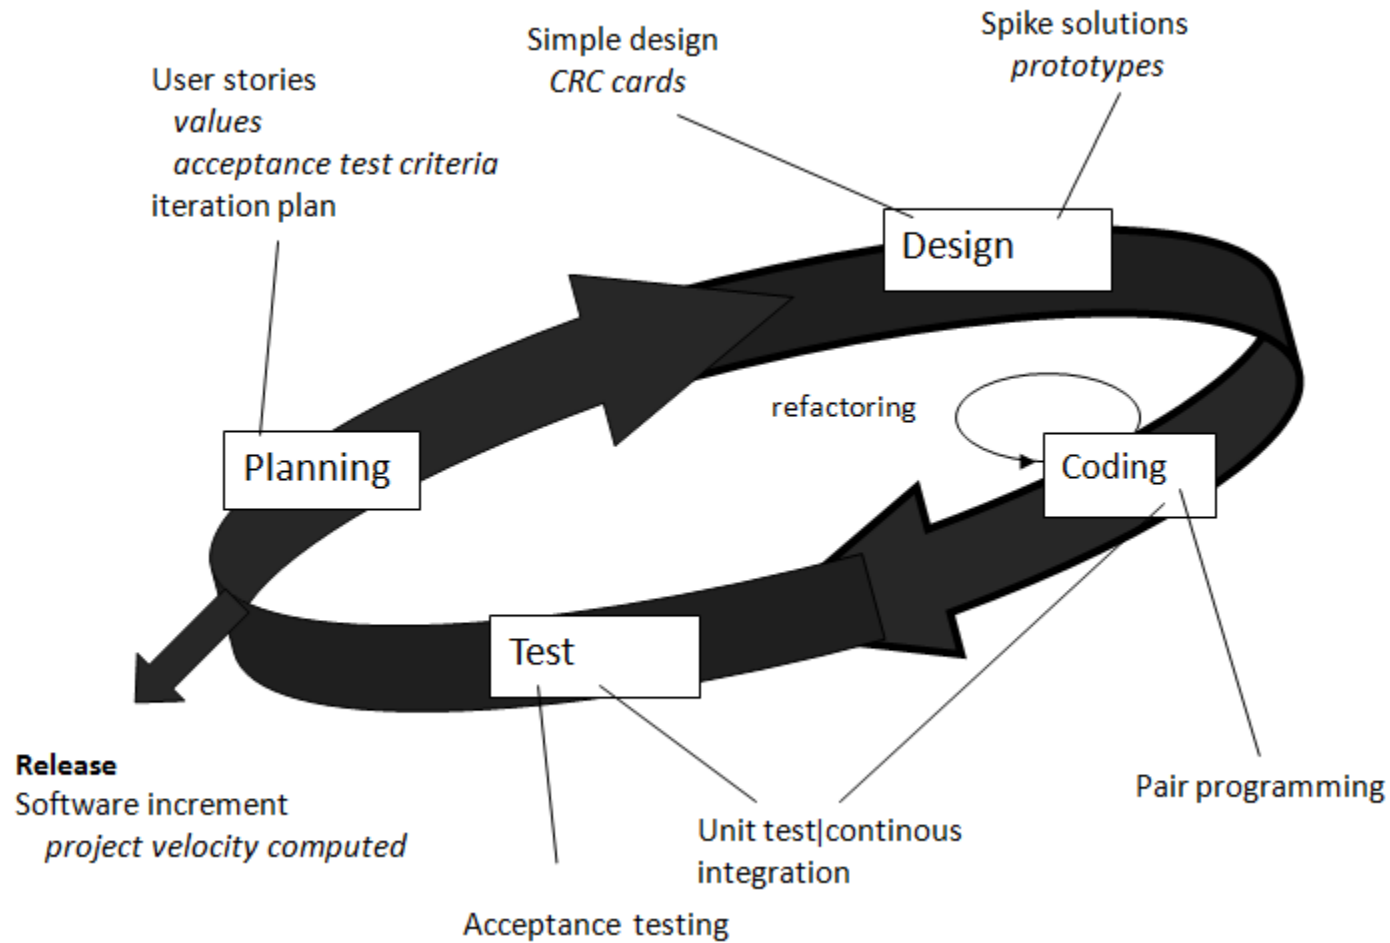 Spike solutions
prototypes
Simple design
CRC cards
User stories
values
acceptance test criteria
iteration plan
Design
refactoring
Planning
Coding
Test
Release
Software increment
project velocity computed
Pair programming
Unit test|continous
integration
Acceptance testing